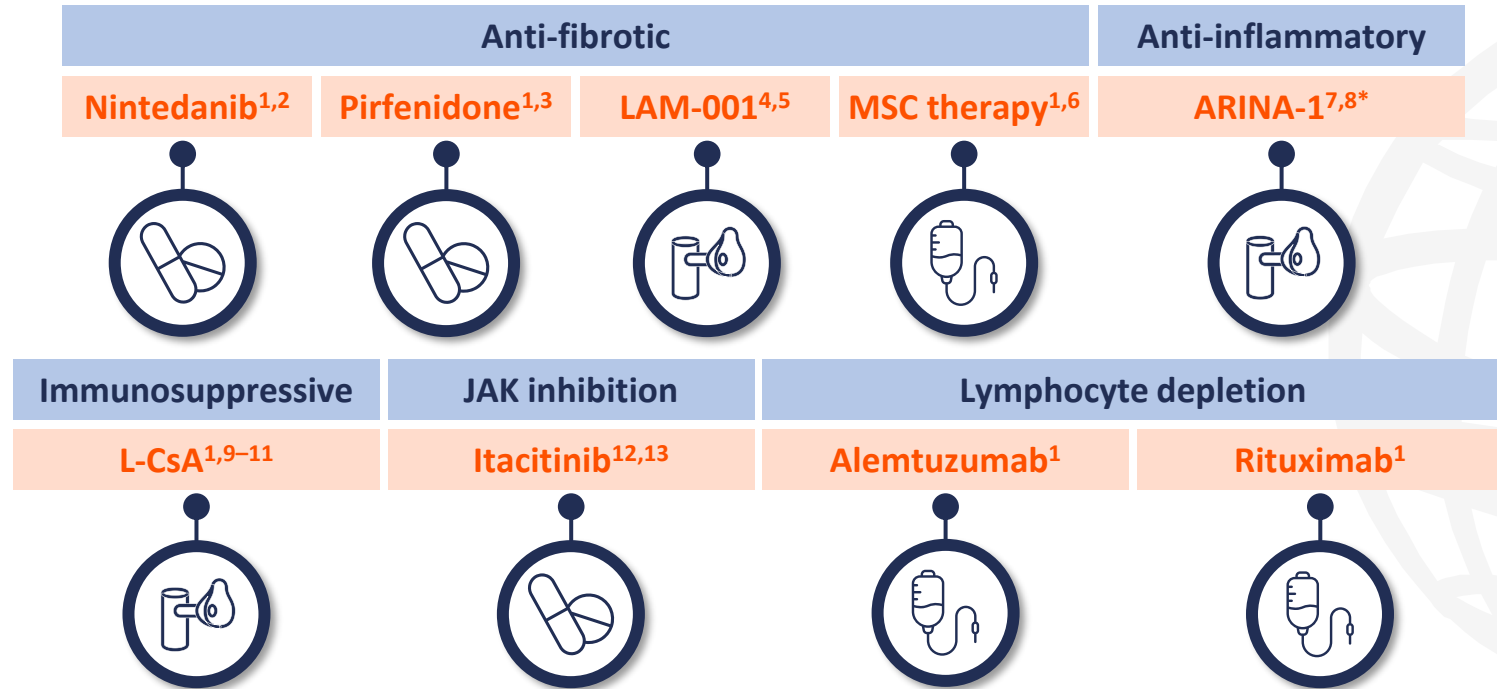 Anti-fibrotic
Anti-inflammatory
Nintedanib1,2
Pirfenidone1,3
LAM-0014,5
MSC therapy1,6
ARINA-17,8*
Immunosuppressive
JAK inhibition
Lymphocyte depletion
L-CsA1,9–11
Itacitinib12,13
Alemtuzumab1
Rituximab1